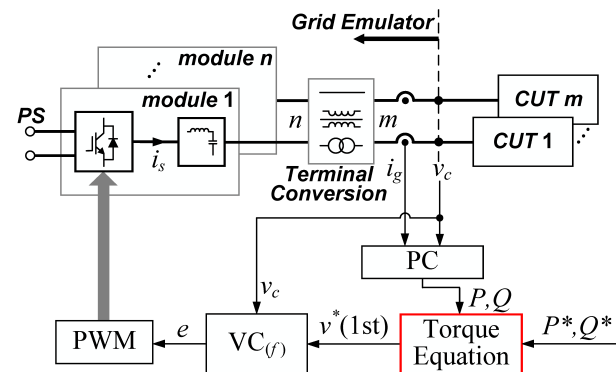 Grid Emulator
module n
module 1
PS
n
m
CUT m
CUT 1
i_s
Terminal
Conversion
i_g
v_c
PC
v_c
P,Q
PWM
e
VC(f)
v*(1st)
Torque
Equation
P*,Q*